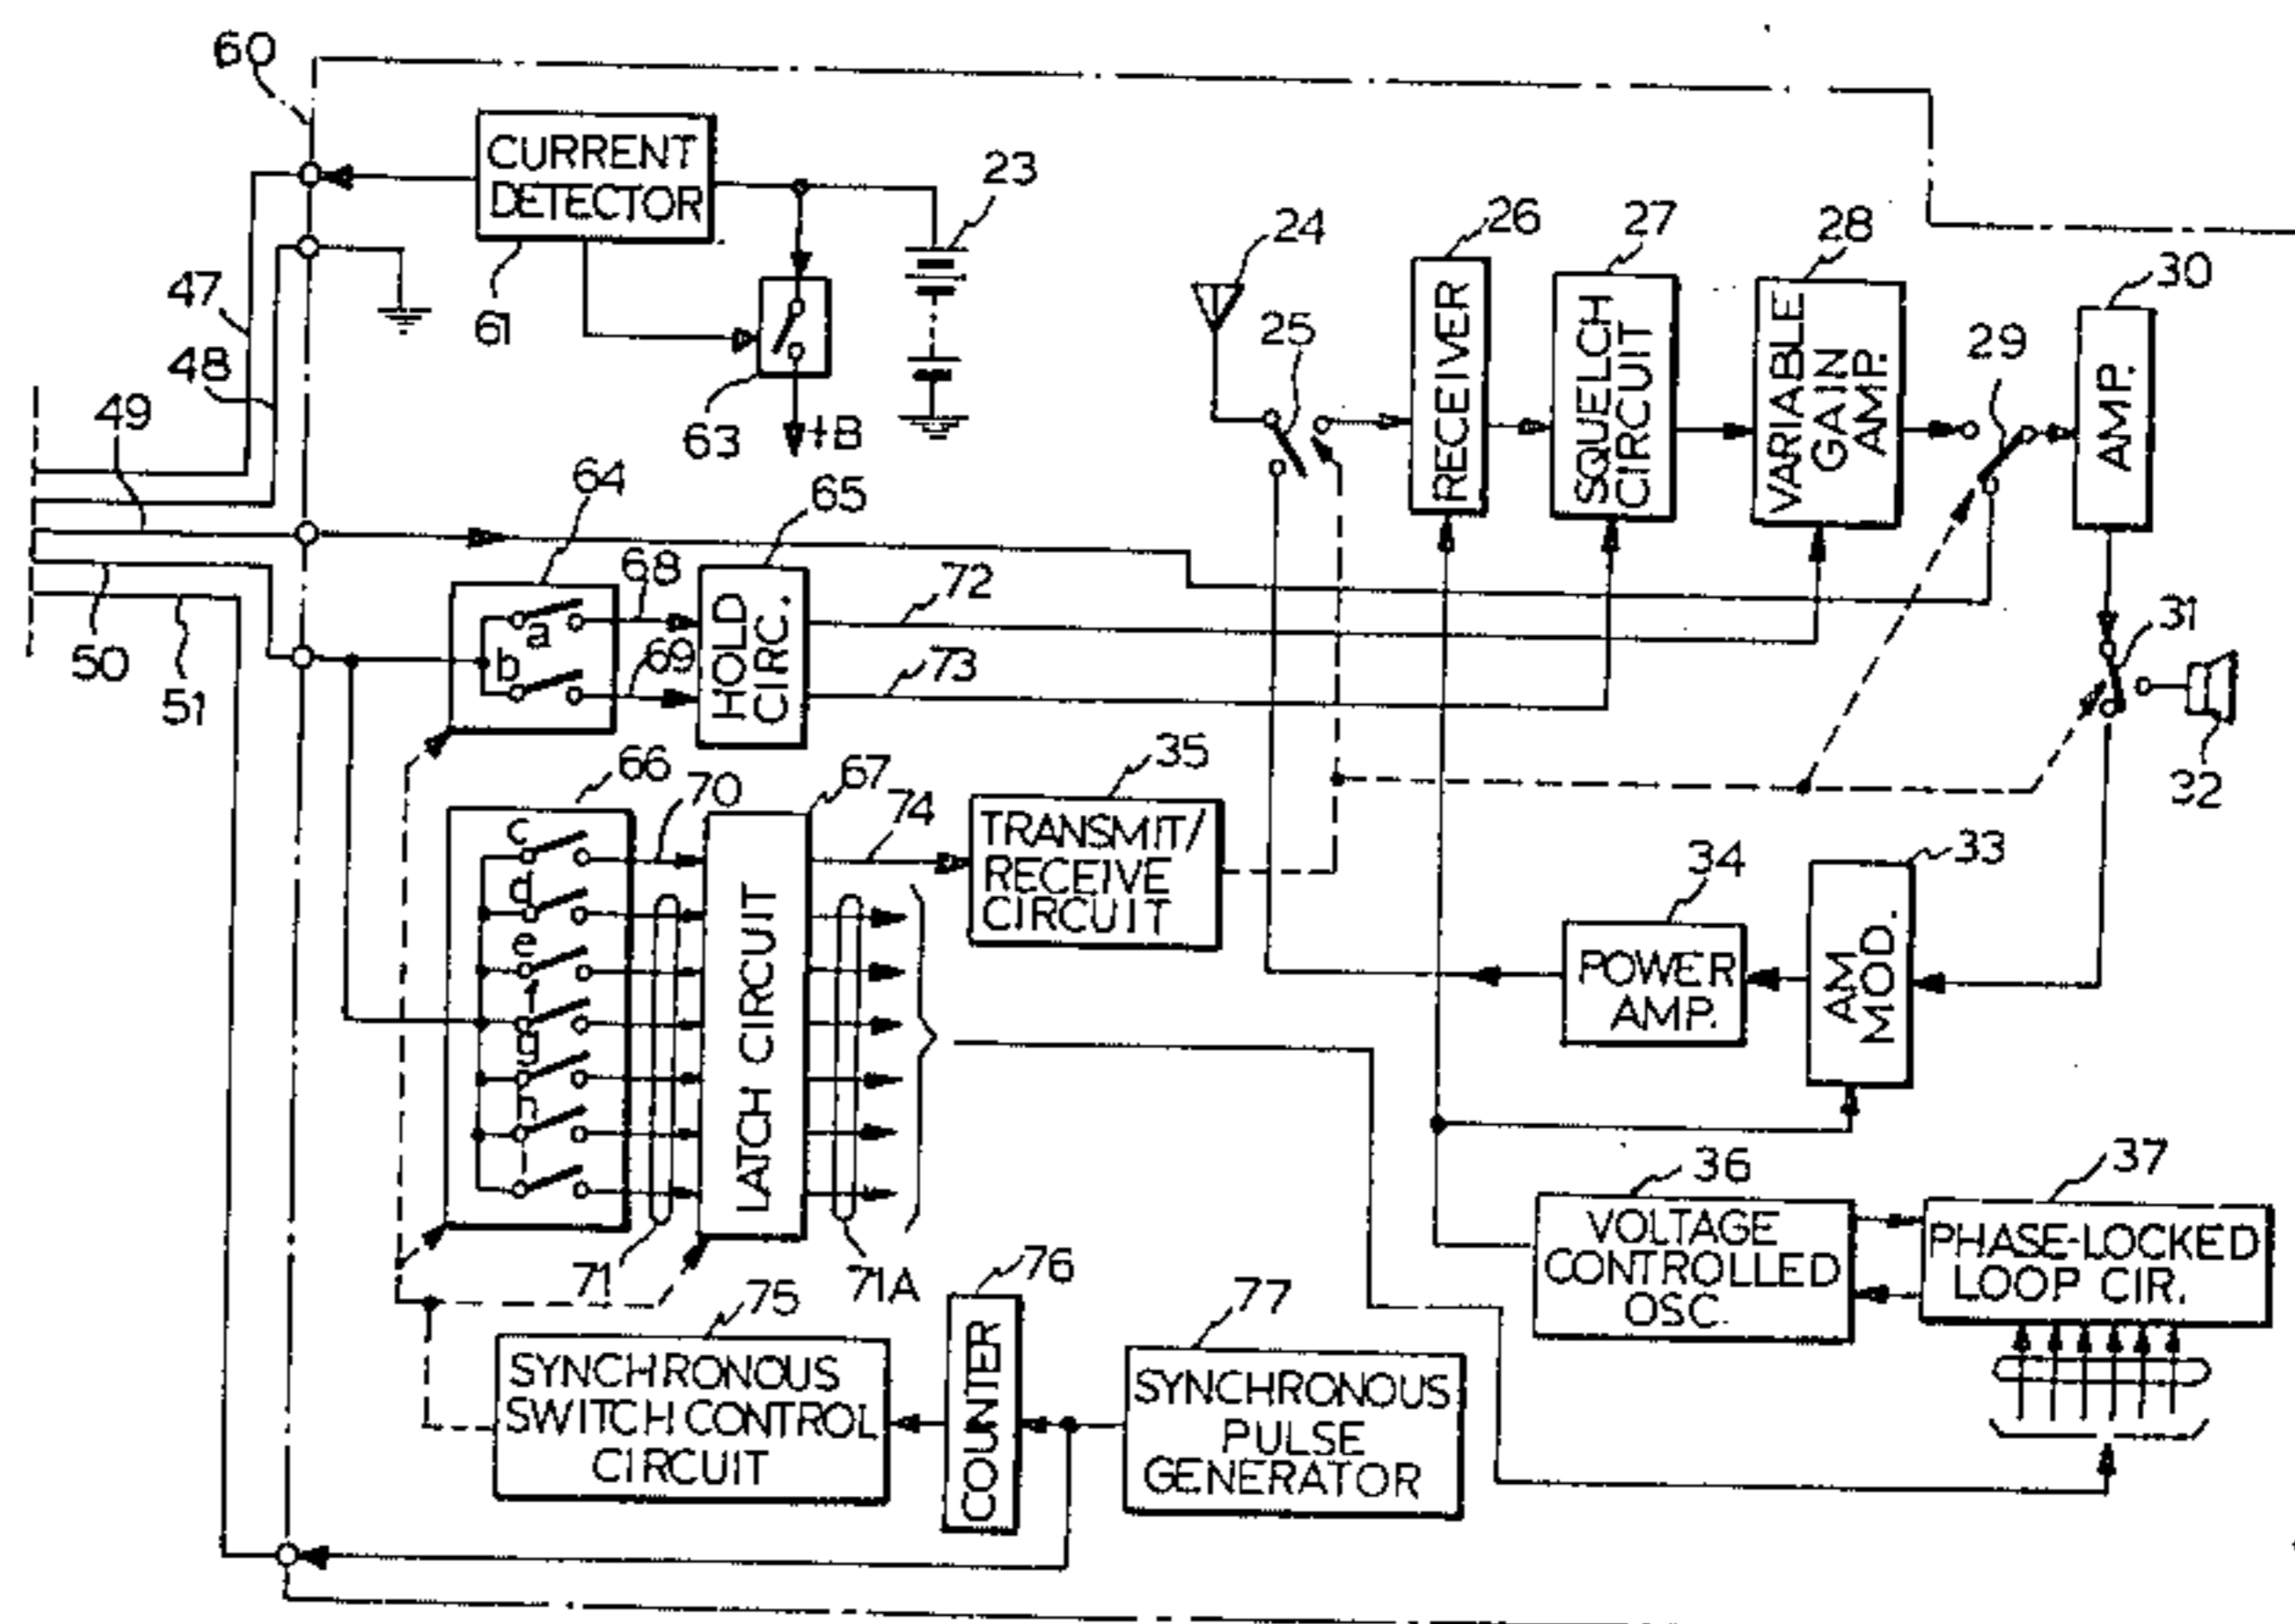 60
CURRENT
DETECTOR
61
23
63
+B
47
48
49
50
51
24
25
26
RECEIVER
27
SQUELCH
CIRCUIT
28
VARIABLE
GAIN
AMP.
29
30
AMP.
31
32
64
a
b
68
69
65
HOLD
CIRC.
72
73
66
c
d
e
f
g
h
i
70
71
67
LATCH CIRCUIT
74
71A
35
TRANSMIT/
RECEIVE
CIRCUIT
34
POWER
AMP.
33
AM
MOD.
36
VOLTAGE
CONTROLLED
OSC.
37
PHASE-LOCKED
LOOP CIR.
75
SYNCHRONOUS
SWITCH CONTROL
CIRCUIT
76
COUNTER
77
SYNCHRONOUS
PULSE
GENERATOR